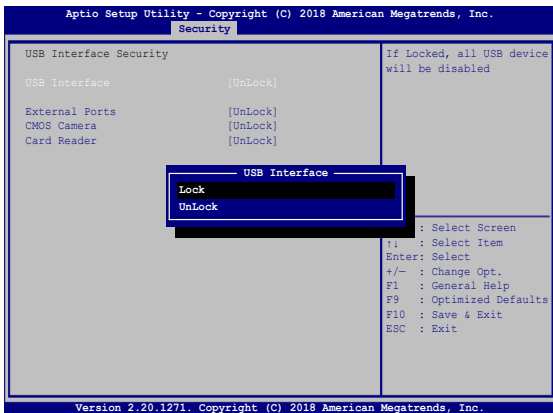 Aptio Setup Utility - Copyright (C) 2018 American Megatrends, Inc.
Security
USB Interface Security
USB Interface [UnLock]
External Ports [UnLock]
CMOS Camera [UnLock]
Card Reader [UnLock]
If Locked, all USB device
will be disabled
USB Interface
Lock
UnLock
: Select Screen
↑↓ : Select Item
Enter: Select
+/— : Change Opt.
F1 : General Help
F9 : Optimized Defaults
F10 : Save & Exit
ESC : Exit
Version 2.20.1271. Copyright (C) 2018 American Megatrends, Inc.